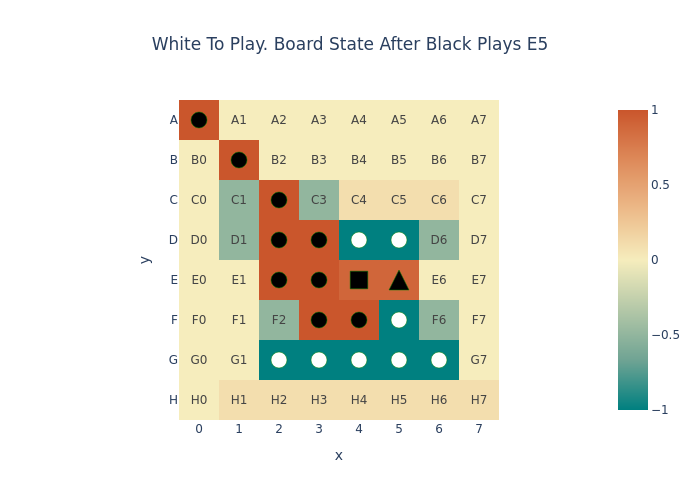 White To Play. Board State After Black Plays E5
A A1 A2 A3 A4 A5 A6 A7
B B0 B2 B3 B4 B5 B6 B7
C C0 C1 C3 C4 C5 C6 C7
D D0 D1 D6 D7
E E0 E1 E6 E7
F F0 F1 F2 F6 F7
G G0 G1 G7
H H0 H1 H2 H3 H4 H5 H6 H7
0 1 2 3 4 5 6 7
x
y
1
0.5
0
−0.5
−1